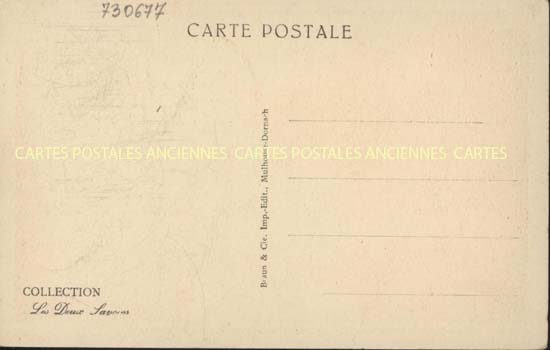 730677
CARTE POSTALE
CARTES POSTALES ANCIENNES CARTES POSTALES ANCIENNES CARTES
Braun & Cie. Imp.-Edit., Mulhouse-Dornach
COLLECTION
Les Deux Savoies